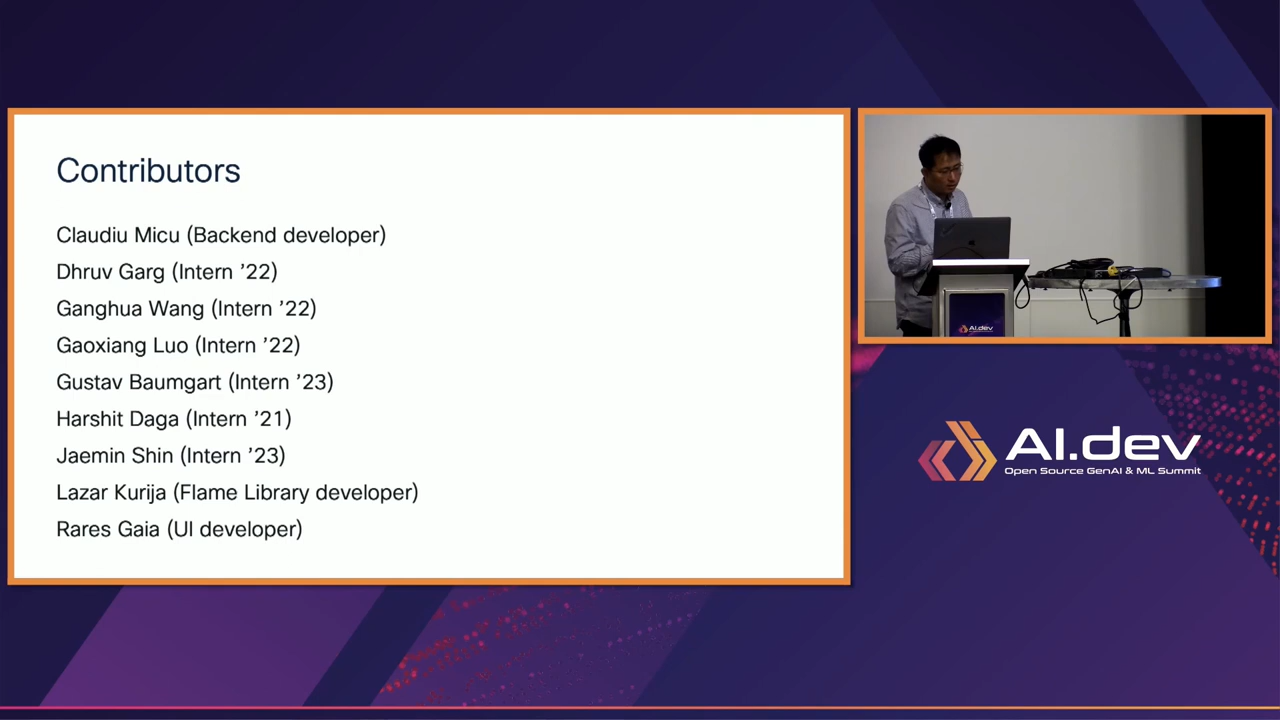 Contributors
Claudiu Micu (Backend developer)
Dhruv Garg (Intern ’22)
Ganghua Wang (Intern ’22)
Gaoxiang Luo (Intern ’22)
Gustav Baumgart (Intern ’23)
Harshit Daga (Intern ’21)
Jaemin Shin (Intern ’23)
Lazar Kurija (Flame Library developer)
Rares Gaia (UI developer)
AI.dev
AI.dev
Open Source GenAI & ML Summit